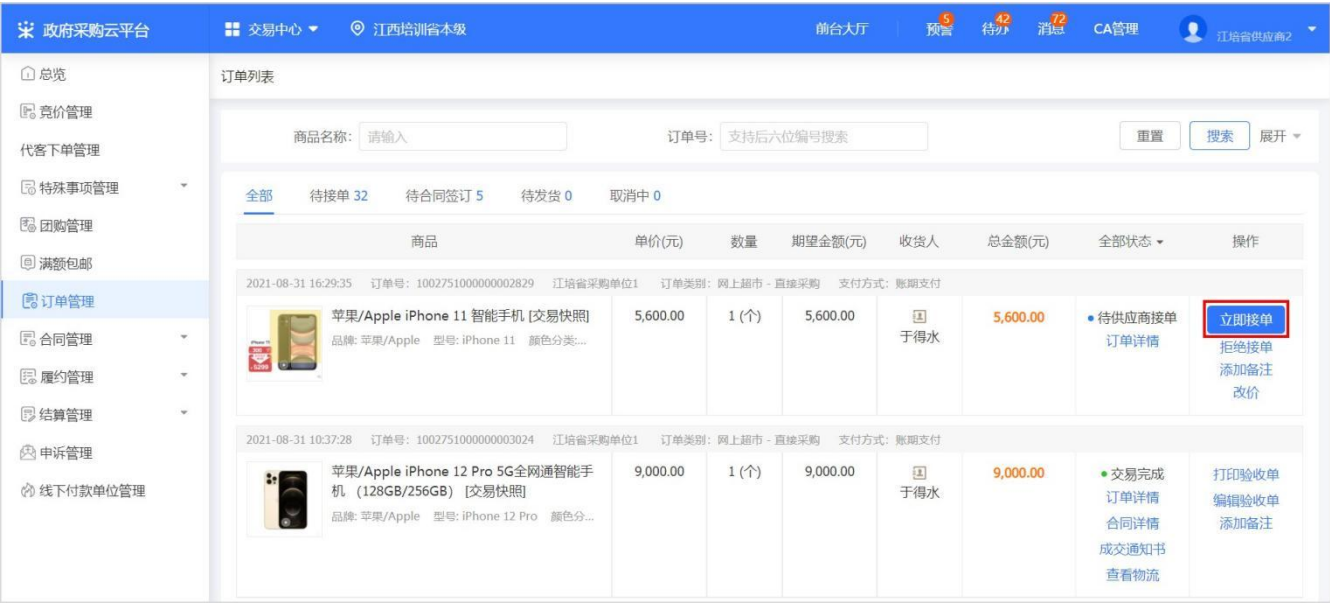 政府采购云平台
交易中心
江西培训省本级
前台大厅
预警 5
待办 42
消息 72
CA管理
江培省供应商2
总览
竞价管理
代客下单管理
特殊事项管理
团购管理
满额包邮
订单管理
合同管理
履约管理
结算管理
申诉管理
线下付款单位管理
订单列表
商品名称: 请输入 订单号: 支持后六位编号搜索 重置 搜索 展开
全部 待接单 32 待合同签订 5 待发货 0 取消中 0
商品 单价(元) 数量 期望金额(元) 收货人 总金额(元) 全部状态 操作
2021-08-31 16:29:35 订单号: 1002751000000002829 江培省采购单位1 订单类别: 网上超市 - 直接采购 支付方式: 账期支付
苹果/Apple iPhone 11 智能手机 [交易快照] 5,600.00 1 (个) 5,600.00 于得水 5,600.00 待供应商接单 立即接单
品牌: 苹果/Apple 型号: iPhone 11 颜色分类:... 订单详情 拒绝接单
添加备注
改价
2021-08-31 10:37:28 订单号: 1002751000000003024 江培省采购单位1 订单类别: 网上超市 - 直接采购 支付方式: 账期支付
苹果/Apple iPhone 12 Pro 5G全网通智能手 9,000.00 1 (个) 9,000.00 于得水 9,000.00 交易完成 打印验收单
机 (128GB/256GB) [交易快照] 订单详情 编辑验收单
品牌: 苹果/Apple 型号: iPhone 12 Pro 颜色分... 合同详情 添加备注
成交通知书
查看物流